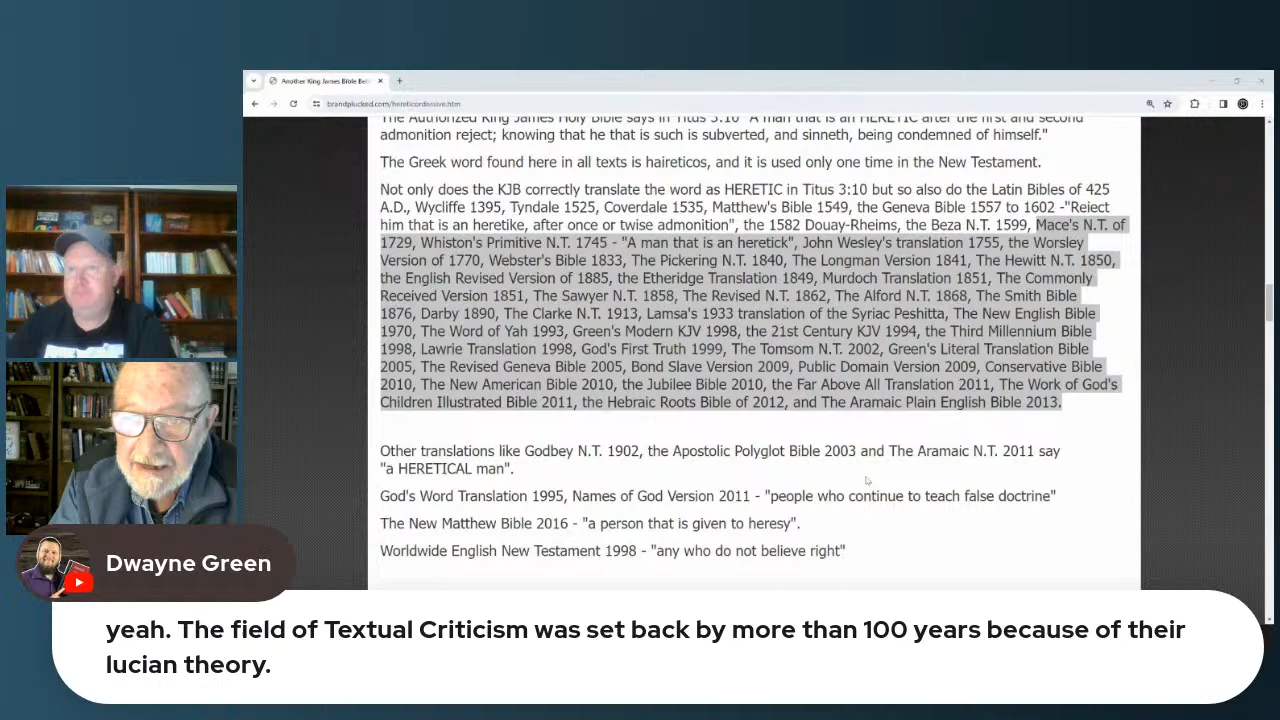 Another King James Bible Beli
brandplucked.com/hereticordivisive.htm
The Authorized King James Holy Bible says in Titus 3:10 "A man that is an HERETIC after the first and second
admonition reject; knowing that he that is such is subverted, and sinneth, being condemned of himself."
The Greek word found here in all texts is haireticos, and it is used only one time in the New Testament.
Not only does the KJB correctly translate the word as HERETIC in Titus 3:10 but so also do the Latin Bibles of 425
A.D., Wycliffe 1395, Tyndale 1525, Coverdale 1535, Matthew's Bible 1549, the Geneva Bible 1557 to 1602 -"Reject
him that is an heretike, after once or twise admonition", the 1582 Douay-Rheims, the Beza N.T. 1599, Mace's N.T. of
1729, Whiston's Primitive N.T. 1745 - "A man that is an heretick", John Wesley's translation 1755, the Worsley
Version of 1770, Webster's Bible 1833, The Pickering N.T. 1840, The Longman Version 1841, The Hewitt N.T. 1850,
the English Revised Version of 1885, the Etheridge Translation 1849, Murdoch Translation 1851, The Commonly
Received Version 1851, The Sawyer N.T. 1858, The Revised N.T. 1862, The Alford N.T. 1868, The Smith Bible
1876, Darby 1890, The Clarke N.T. 1913, Lamsa's 1933 translation of the Syriac Peshitta, The New English Bible
1970, The Word of Yah 1993, Green's Modern KJV 1998, the 21st Century KJV 1994, the Third Millennium Bible
1998, Lawrie Translation 1998, God's First Truth 1999, The Tomsom N.T. 2002, Green's Literal Translation Bible
2005, The Revised Geneva Bible 2005, Bond Slave Version 2009, Public Domain Version 2009, Conservative Bible
2010, The New American Bible 2010, the Jubilee Bible 2010, the Far Above All Translation 2011, The Work of God's
Children Illustrated Bible 2011, the Hebraic Roots Bible of 2012, and The Aramaic Plain English Bible 2013.
Other translations like Godbey N.T. 1902, the Apostolic Polyglot Bible 2003 and The Aramaic N.T. 2011 say
"a HERETICAL man".
God's Word Translation 1995, Names of God Version 2011 - "people who continue to teach false doctrine"
The New Matthew Bible 2016 - "a person that is given to heresy".
Worldwide English New Testament 1998 - "any who do not believe right"
Dwayne Green
yeah. The field of Textual Criticism was set back by more than 100 years because of their
lucian theory.